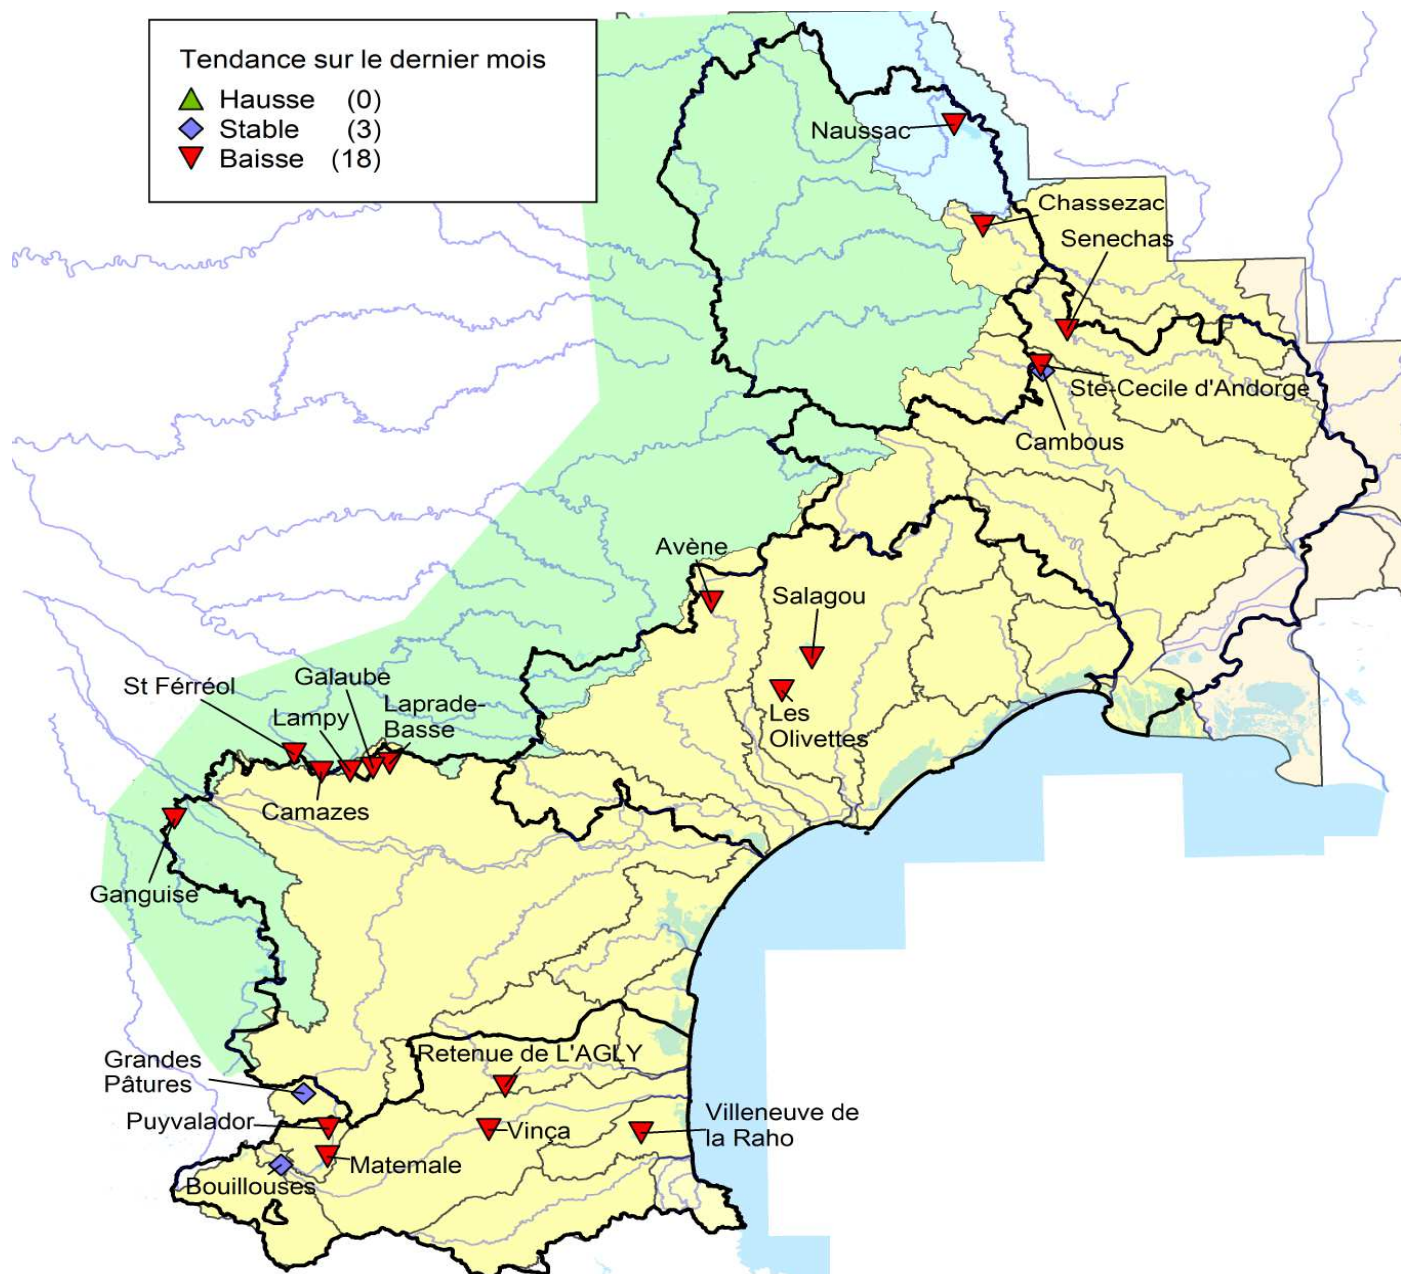 Tendance sur le dernier mois
Hausse (0)
Stable (3)
Baisse (18)
Naussac
Chassezac
Senechas
Ste-Cecile d'Andorge
Cambous
Avène
Salagou
Les
Olivettes
St Férréol
Galaube
Lampy
Laprade-
Basse
Camazes
Ganguise
Grandes
Pâtures
Retenue de L'AGLY
Puyvalador
Vinça
Villeneuve de
la Raho
Matemale
Bouillouses